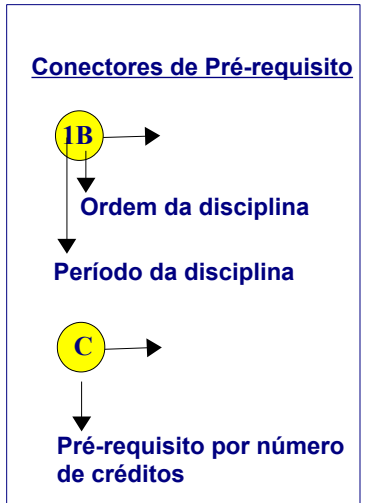 Conectores de Pré-requisito
1B
Ordem da disciplina
Período da disciplina
C
Pré-requisito por número
de créditos